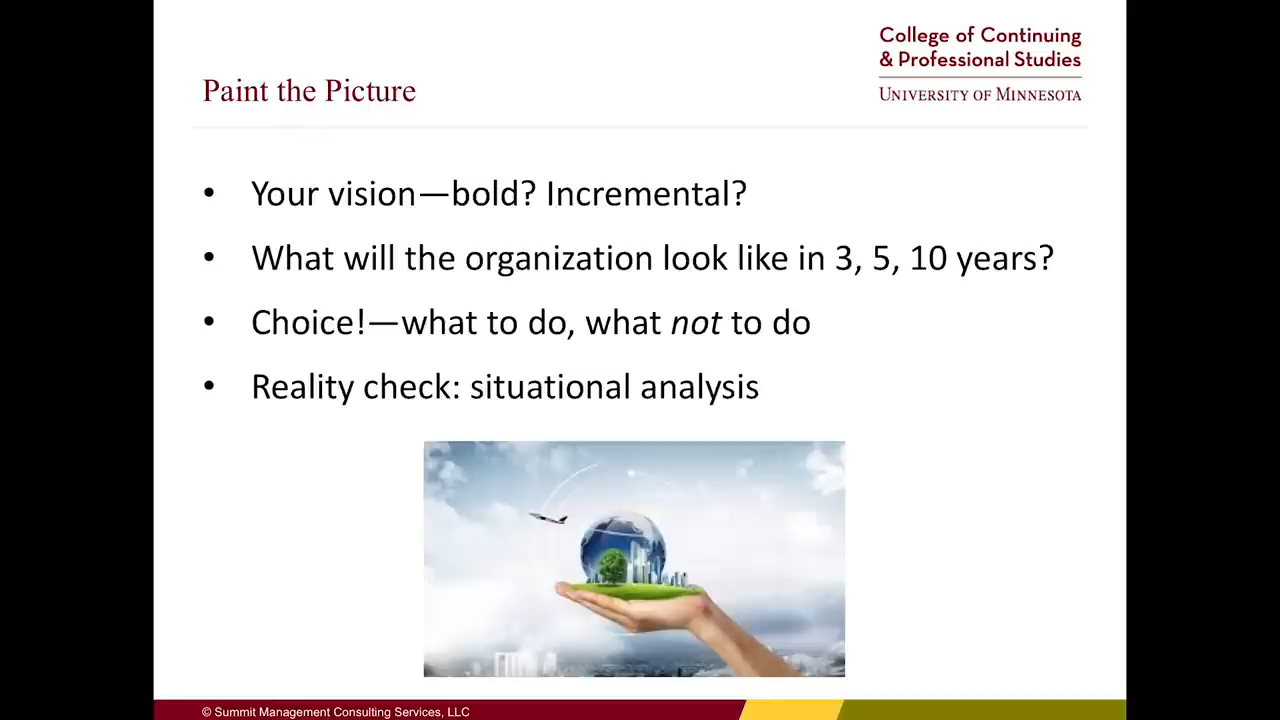 College of Continuing
& Professional Studies
UNIVERSITY OF MINNESOTA
Paint the Picture
• Your vision—bold? Incremental?
• What will the organization look like in 3, 5, 10 years?
• Choice!—what to do, what not to do
• Reality check: situational analysis
© Summit Management Consulting Services, LLC